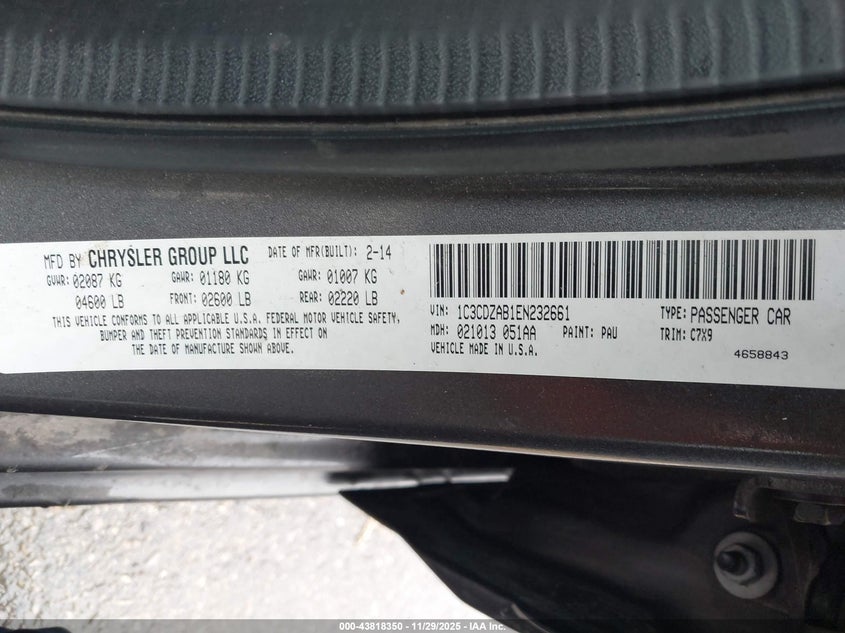 MFD BY CHRYSLER GROUP LLC DATE OF MFR(BUILT): 2-14
GVWR: 02087 KG GAWR: 01180 KG GAWR: 01007 KG
04600 LB FRONT: 02600 LB REAR: 02220 LB
THIS VEHICLE CONFORMS TO ALL APPLICABLE U.S.A. FEDERAL MOTOR VEHICLE SAFETY,
BUMPER AND THEFT PREVENTION STANDARDS IN EFFECT ON
THE DATE OF MANUFACTURE SHOWN ABOVE.
VIN: 1C3CDZAB1EN232661 TYPE: PASSENGER CAR
MDH: 021013 051AA PAINT: PAU TRIM: C7X9
VEHICLE MADE IN U.S.A. 4658843
000-43818350 | 11/29/2025 - IAA Inc.